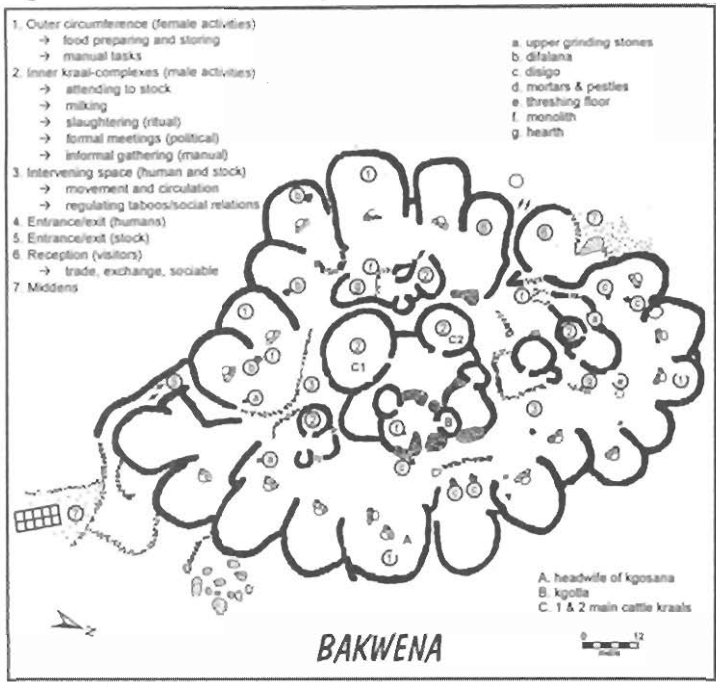 1. Outer circumference (female activities)
→ food preparing and storing
→ manual tasks
2. Inner kraal-complexes (male activities)
→ attending to stock
→ milking
→ slaughtering (ritual)
→ formal meetings (political)
→ informal gathering (manual)
3. Intervening space (human and stock)
→ movement and circulation
→ regulating taboos/social relations
4. Entrance/exit (humans)
5. Entrance/exit (stock)
6. Reception (visitors)
→ trade, exchange, sociable
7. Middens
a. upper grinding stones
b. difalana
c. disigo
d. mortars & pestles
e. threshing floor
f. monolith
g. hearth
C1
C2
B
A
A. headwife of kgosana
B. kgotla
C. 1 & 2 main cattle kraals
N
BAKWENA
0 12
metre